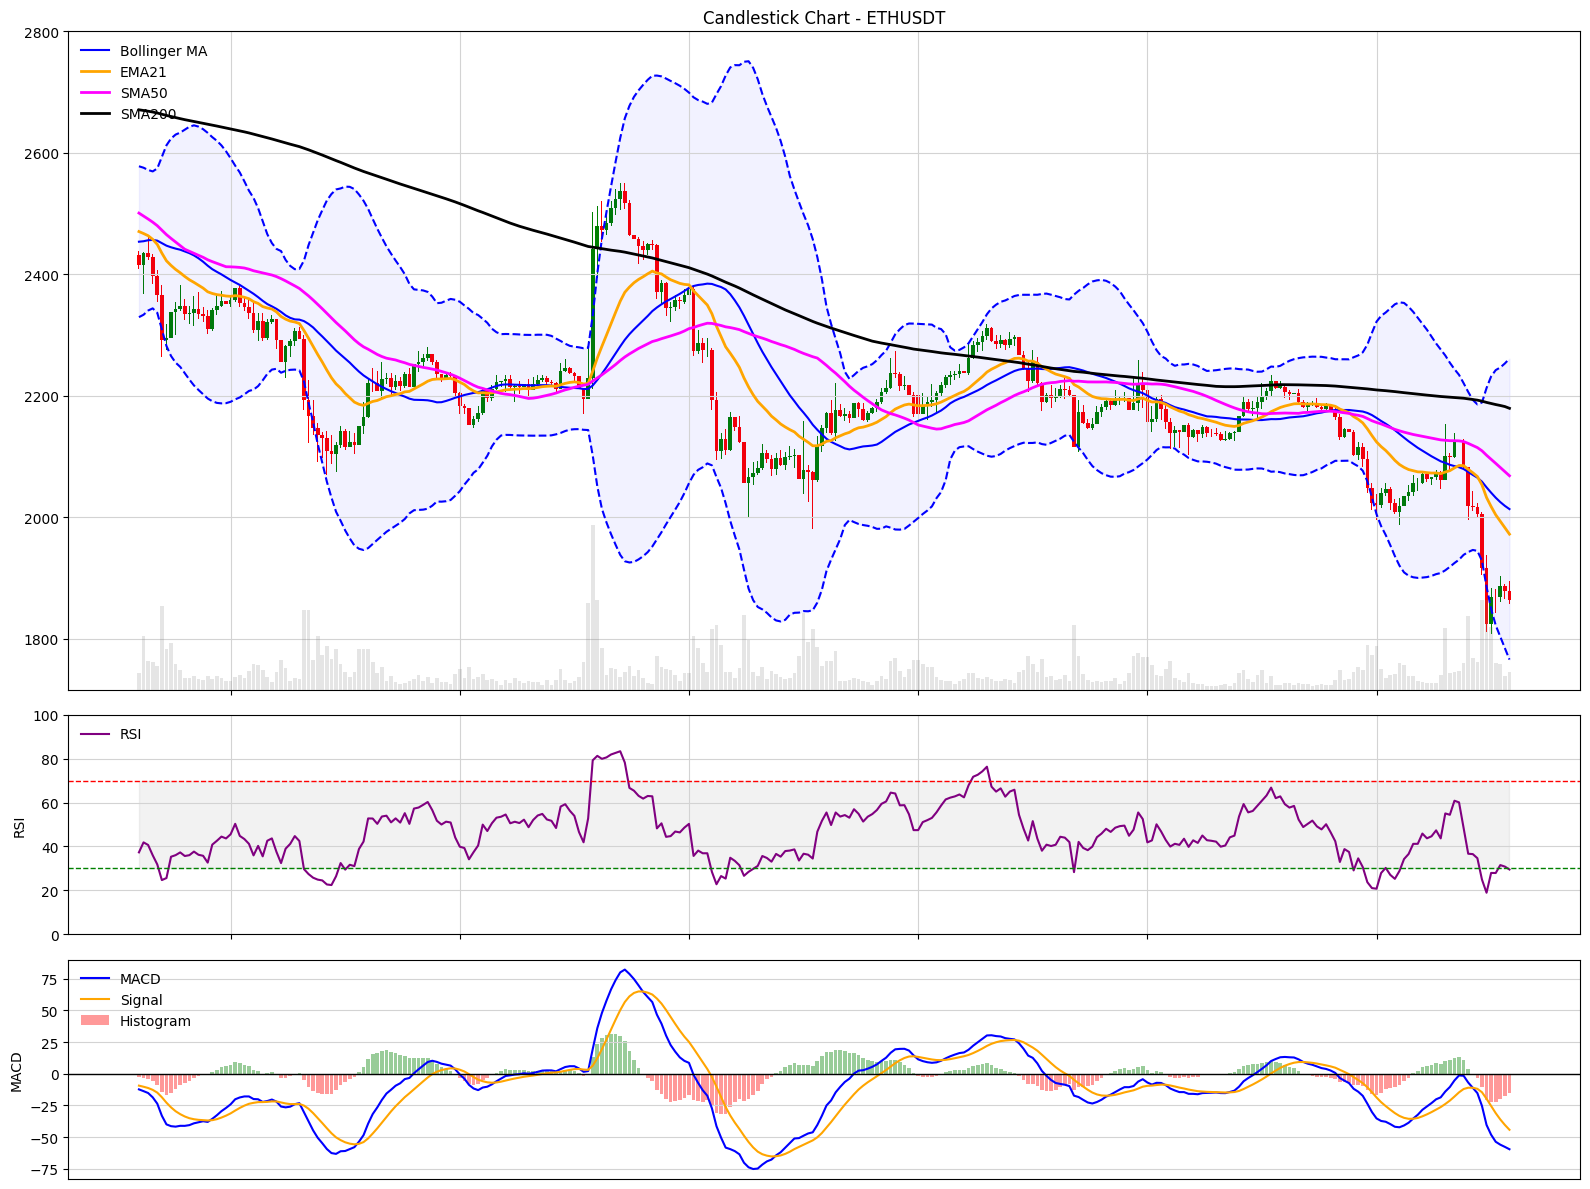 Candlestick Chart - ETHUSDT
2800
2600
2400
2200
2000
1800
Bollinger MA
EMA21
SMA50
SMA200
100
80
60
40
20
0
RSI
RSI
75
50
25
0
−25
−50
−75
MACD
MACD
Signal
Histogram